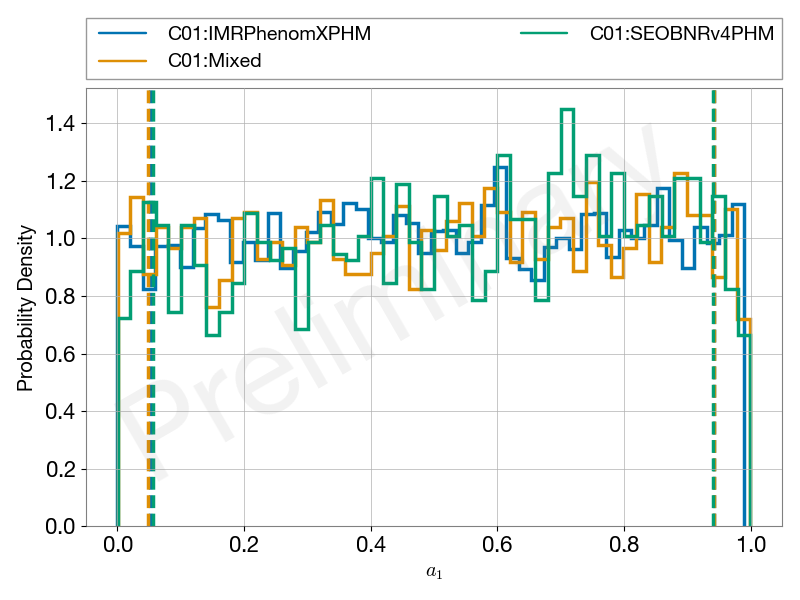 C01:IMRPhenomXPHM
C01:Mixed
C01:SEOBNRv4PHM
Probability Density
1.4
1.2
1.0
0.8
0.6
0.4
0.2
0.0
Preliminary
0.0 0.2 0.4 0.6 0.8 1.0
a₁